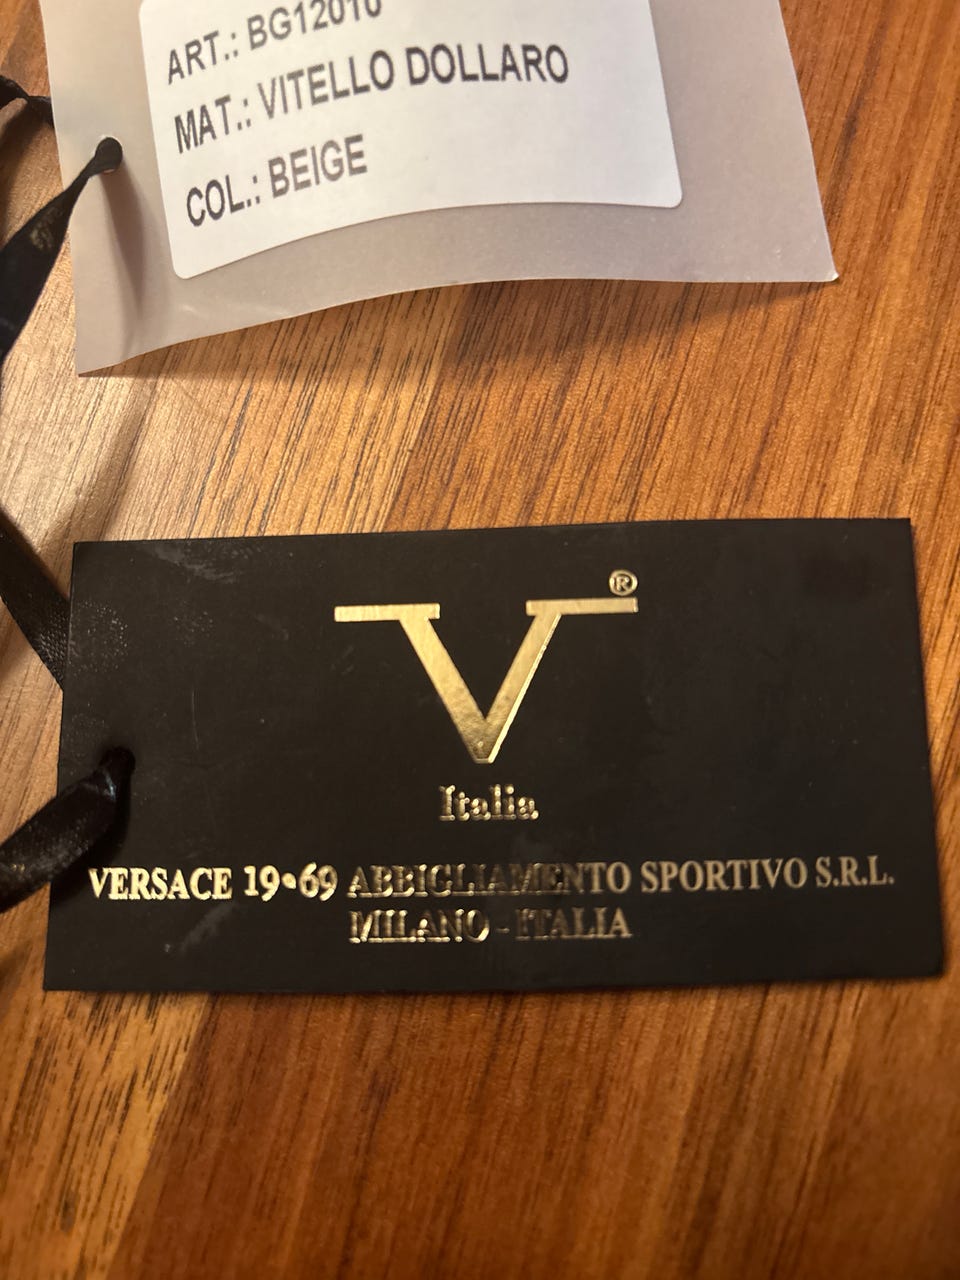 ART.: BG12010
MAT.: VITELLO DOLLARO
COL.: BEIGE
V®
Italia
VERSACE 19•69 ABBIGLIAMENTO SPORTIVO S.R.L.
MILANO - ITALIA